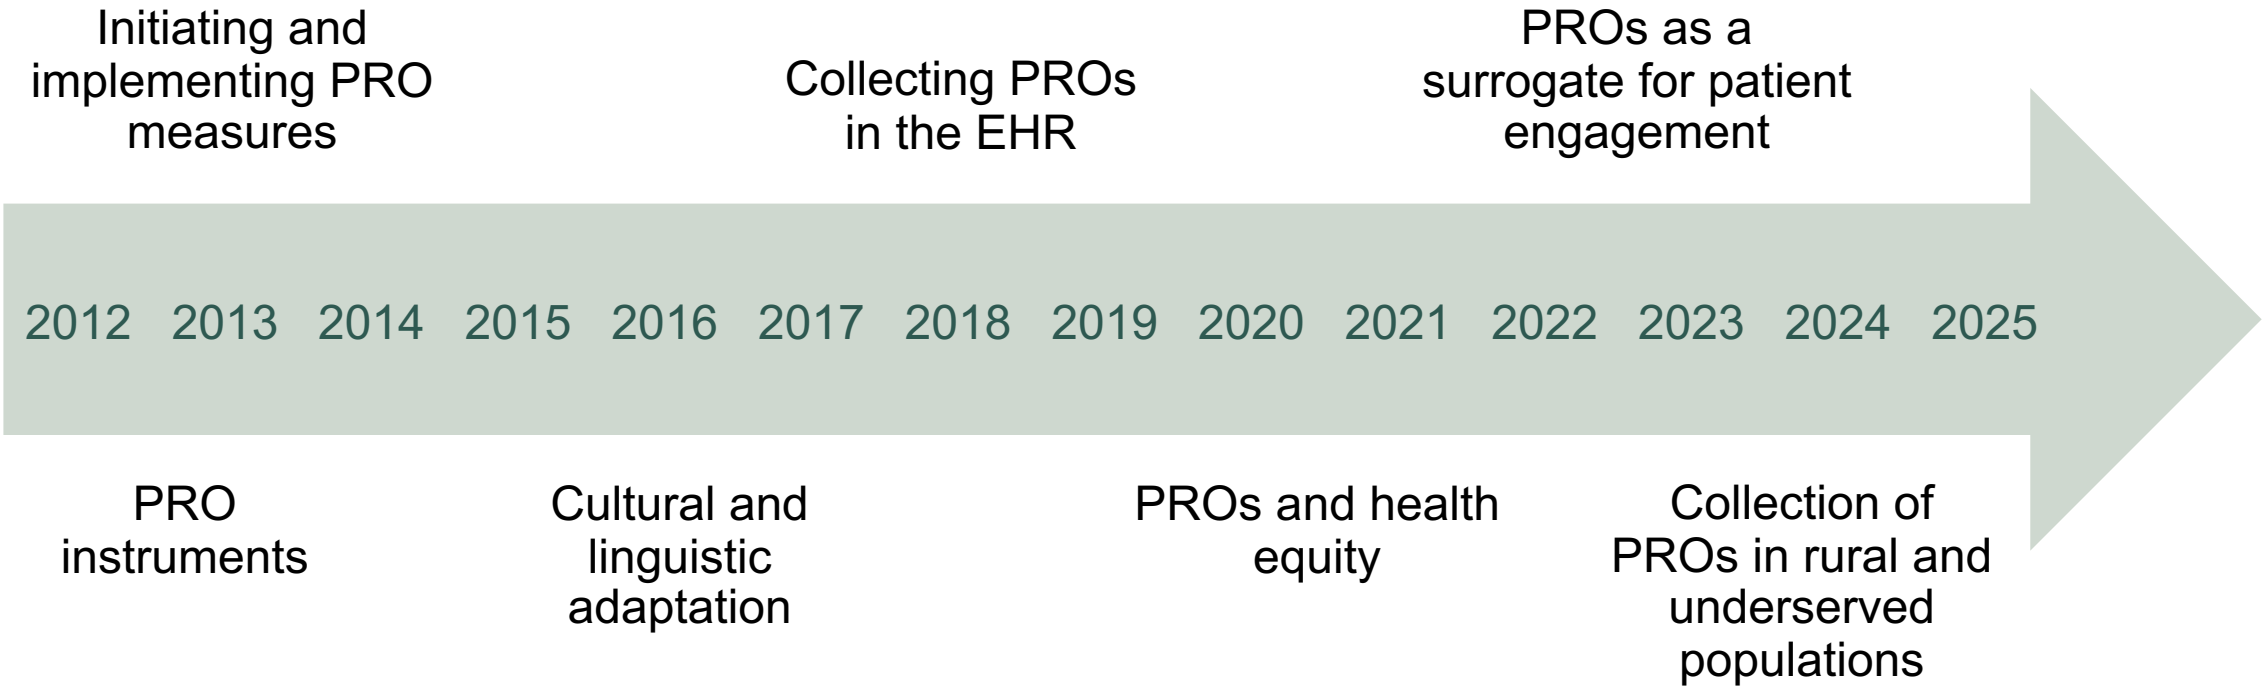 Initiating and
implementing PRO
measures
Collecting PROs
in the EHR
PROs as a
surrogate for patient
engagement
2012 2013 2014 2015 2016 2017 2018 2019 2020 2021 2022 2023 2024 2025
PRO
instruments
Cultural and
linguistic
adaptation
PROs and health
equity
Collection of
PROs in rural and
underserved
populations